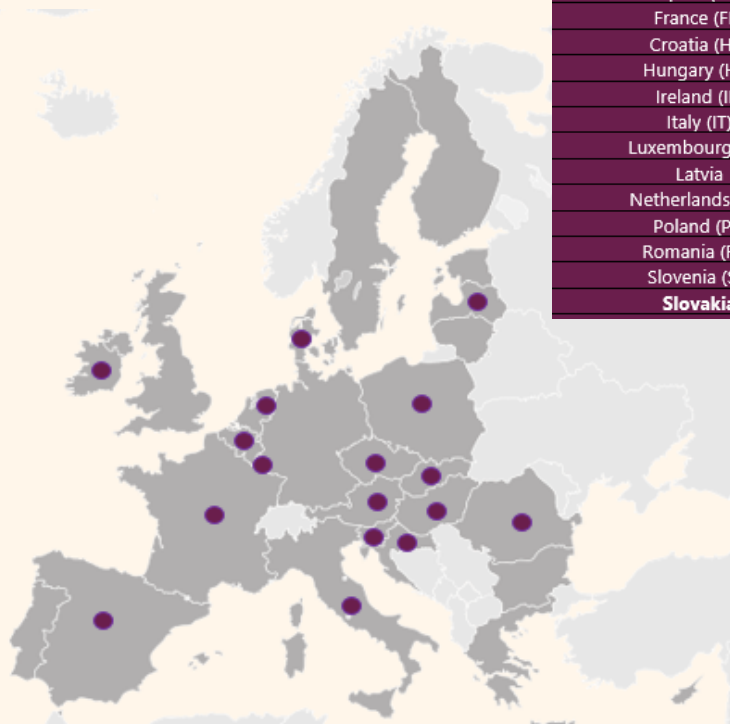 France (F
Croatia (H
Hungary (H
Ireland (I
Italy (IT)
Luxembourg
Latvia
Netherlands
Poland (P
Romania (
Slovenia (S
Slovakia